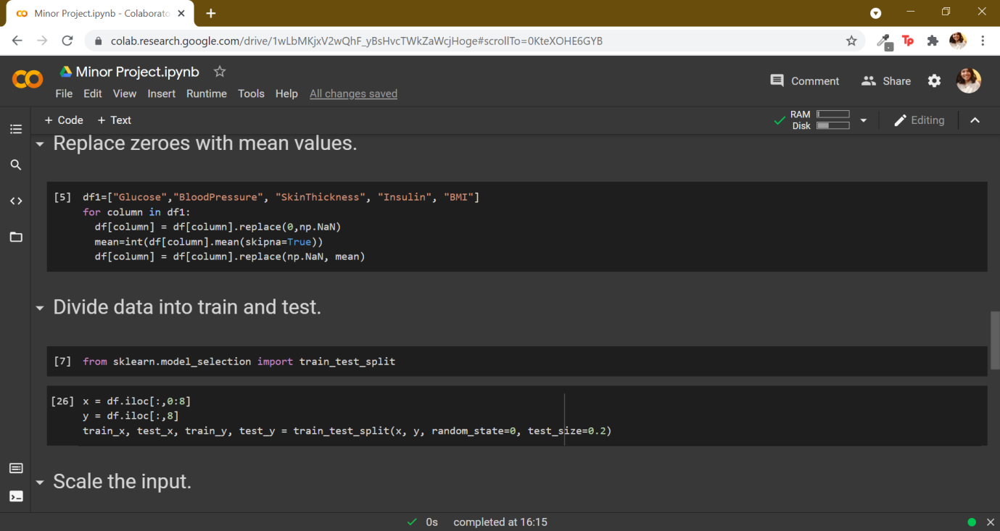 Minor Project.ipynb - Colaborato
colab.research.google.com/drive/1wLbMKjxV2wQhF_yBsHvcTWkZaWcjHoge#scrollTo=0KteXOHE6GYB
Tp
Minor Project.ipynb
Comment
Share
File Edit View Insert Runtime Tools Help All changes saved
+ Code + Text
RAM
Disk
Editing
Replace zeroes with mean values.
[5] df1=["Glucose","BloodPressure", "SkinThickness", "Insulin", "BMI"]
for column in df1:
df[column] = df[column].replace(0,np.NaN)
mean=int(df[column].mean(skipna=True))
df[column] = df[column].replace(np.NaN, mean)
Divide data into train and test.
[7] from sklearn.model_selection import train_test_split
[26] x = df.iloc[:,0:8]
y = df.iloc[:,8]
train_x, test_x, train_y, test_y = train_test_split(x, y, random_state=0, test_size=0.2)
Scale the input.
0s completed at 16:15